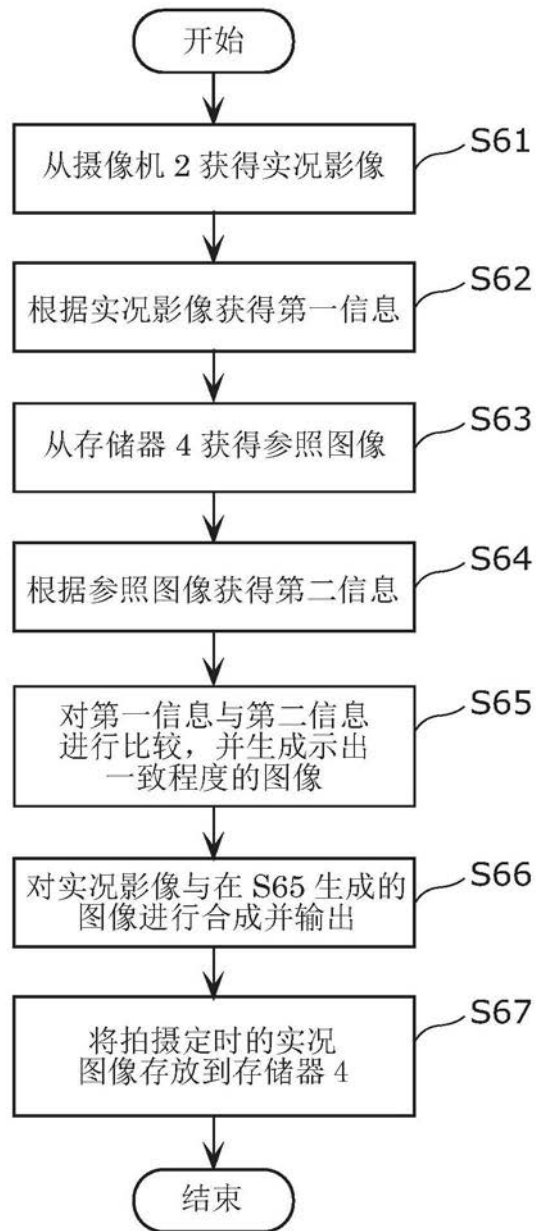 开始
从摄像机 2 获得实况影像
S61
根据实况影像获得第一信息
S62
从存储器 4 获得参照图像
S63
根据参照图像获得第二信息
S64
对第一信息与第二信息
进行比较，并生成示出
一致程度的图像
S65
对实况影像与在 S65 生成的
图像进行合成并输出
S66
将拍摄定时的实况
图像存放到存储器 4
S67
结束